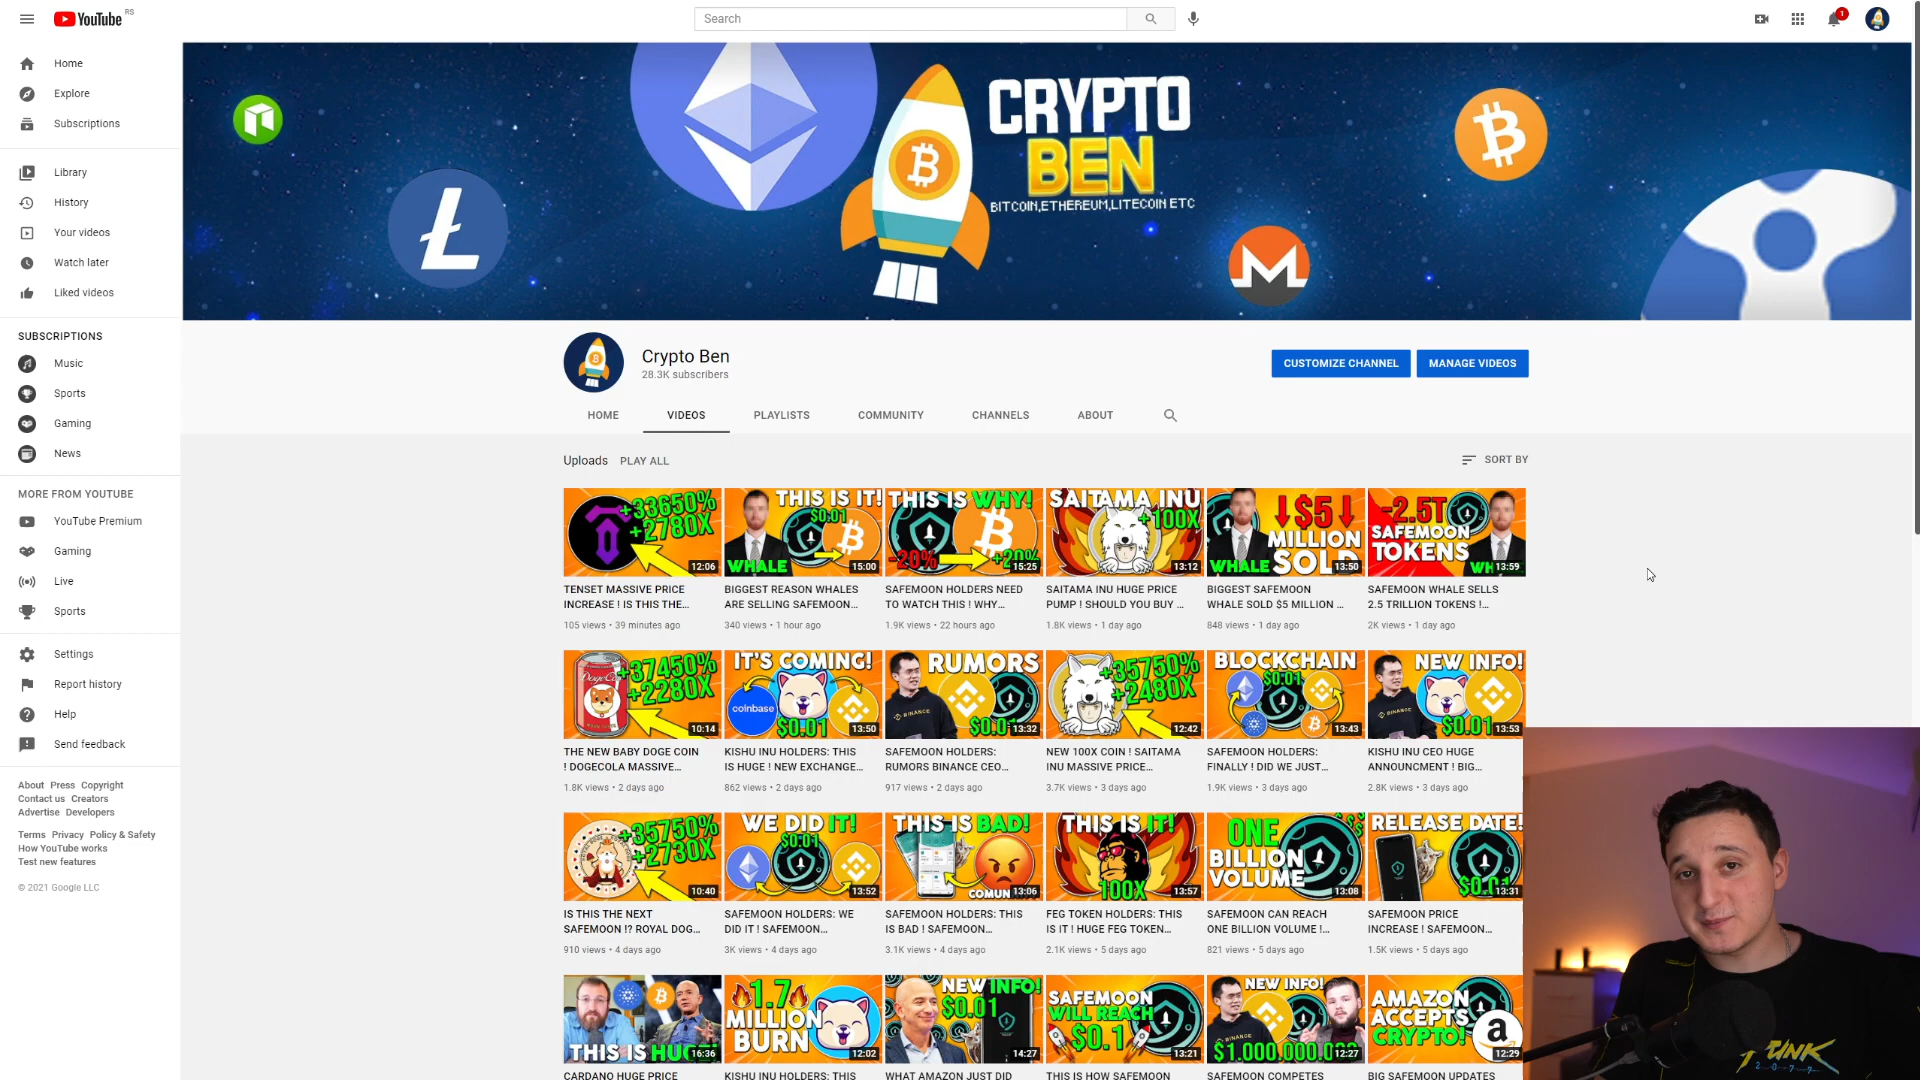 YouTube RS
Search
1
Home
Explore
Subscriptions
Library
History
Your videos
Watch later
Liked videos
SUBSCRIPTIONS
Music
Sports
Gaming
News
MORE FROM YOUTUBE
YouTube Premium
Gaming
Live
Sports
Settings
Report history
Help
Send feedback
About Press Copyright
Contact us Creators
Advertise Developers
Terms Privacy Policy & Safety
How YouTube works
Test new features
© 2021 Google LLC
CRYPTO
BEN
BITCOIN,ETHEREUM,LITECOIN ETC
Crypto Ben
28.3K subscribers
CUSTOMIZE CHANNEL
MANAGE VIDEOS
HOME VIDEOS PLAYLISTS COMMUNITY CHANNELS ABOUT
Uploads PLAY ALL
SORT BY
+33650%
+2780X
12:06
TENSET MASSIVE PRICE
INCREASE ! IS THIS THE...
105 views • 39 minutes ago
THIS IS IT!
$0.01
WHALE
15:00
BIGGEST REASON WHALES
ARE SELLING SAFEMOON...
340 views • 1 hour ago
THIS IS WHY!
-20%
+20%
15:25
SAFEMOON HOLDERS NEED
TO WATCH THIS ! WHY...
1.9K views • 22 hours ago
SAITAMA INU
+100X
13:12
SAITAMA INU HUGE PRICE
PUMP ! SHOULD YOU BUY ...
1.8K views • 1 day ago
$5
MILLION
WHALE SOLD
13:50
BIGGEST SAFEMOON
WHALE SOLD $5 MILLION ...
848 views • 1 day ago
-2.5T
SAFEMOON
TOKENS
13:59
SAFEMOON WHALE SELLS
2.5 TRILLION TOKENS !...
2K views • 1 day ago
+37450%
+2280X
10:14
THE NEW BABY DOGE COIN
! DOGECOLA MASSIVE...
1.8K views • 2 days ago
IT'S COMING!
coinbase
$0.01
13:50
KISHU INU HOLDERS: THIS
IS HUGE ! NEW EXCHANGE...
862 views • 2 days ago
RUMORS
BINANCE
13:32
SAFEMOON HOLDERS:
RUMORS BINANCE CEO...
917 views • 2 days ago
+35750%
+2480X
12:42
NEW 100X COIN ! SAITAMA
INU MASSIVE PRICE...
3.7K views • 3 days ago
BLOCKCHAIN
$0.01
13:43
SAFEMOON HOLDERS:
FINALLY ! DID WE JUST...
1.9K views • 3 days ago
NEW INFO!
BINANCE
$0.01
13:53
KISHU INU CEO HUGE
ANNOUNCMENT ! BIG...
2.8K views • 3 days ago
+35750%
+2730X
10:40
IS THIS THE NEXT
SAFEMOON !? ROYAL DOG...
910 views • 4 days ago
WE DID IT!
$0.01
13:52
SAFEMOON HOLDERS: WE
DID IT ! SAFEMOON...
3K views • 4 days ago
THIS IS BAD!
COMUN
13:06
SAFEMOON HOLDERS: THIS
IS BAD ! SAFEMOON...
3.1K views • 4 days ago
THIS IS IT!
100X
13:57
FEG TOKEN HOLDERS: THIS
IS IT ! HUGE FEG TOKEN...
2.1K views • 5 days ago
ONE
BILLION
VOLUME
13:08
SAFEMOON CAN REACH
ONE BILLION VOLUME !...
821 views • 5 days ago
RELEASE DATE!
13:31
SAFEMOON PRICE
INCREASE ! SAFEMOON...
1.5K views • 5 days ago
THIS IS HUGE
16:36
CARDANO HUGE PRICE
1.7
MILLION
BURN
12:02
KISHU INU HOLDERS: THIS
NEW INFO!
$0.01
14:27
WHAT AMAZON JUST DID
SAFEMOON
WILL REACH
$0.1
13:21
THIS IS HOW SAFEMOON
NEW INFO!
BINANCE
12:27
SAFEMOON COMPETES
AMAZON
ACCEPTS
CRYPTO!
12:29
BIG SAFEMOON UPDATES
2077